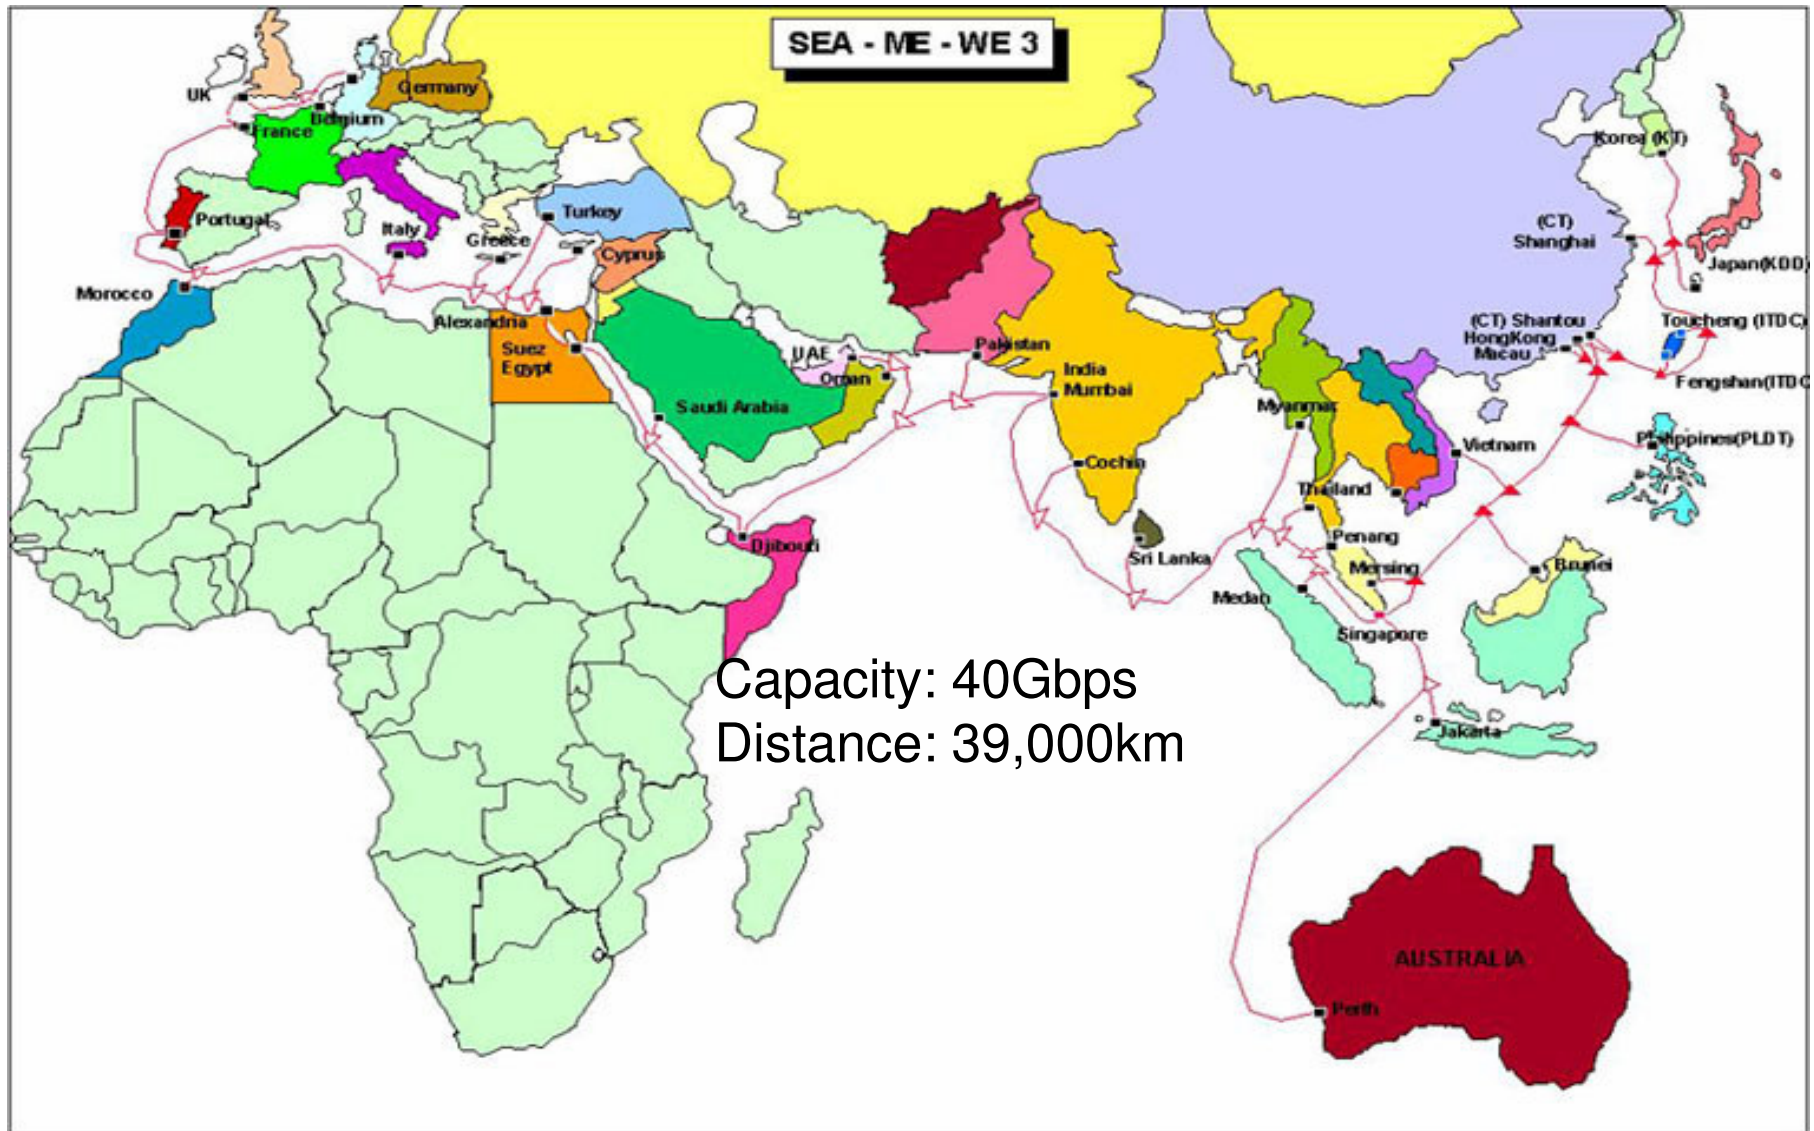 SEA - ME - WE 3
UK
Germany
Belgium
France
Portugal
Italy
Greece
Turkey
Cyprus
Morocco
Alexandria
Suez
Egypt
Saudi Arabia
UAE
Oman
Pakistan
India
Mumbai
Cochin
Sri Lanka
Djibouti
Myanmar
Thailand
Vietnam
Penang
Mersing
Medan
Singapore
Brunei
Jakarta
Korea (KT)
(CT)
Shanghai
Japan(KDD)
(CT) Shantou
HongKong
Macau
Toucheng (ITDC)
Fengshan(ITDC
Philippines(PLDT)
Capacity: 40Gbps
Distance: 39,000km
AUSTRALIA
Perth